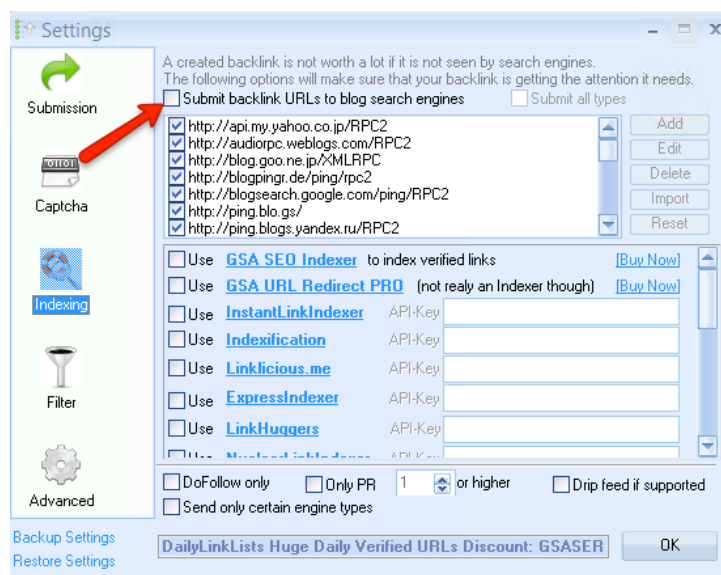 Settings
Submission
Captcha
Indexing
Filter
Advanced
Backup Settings
Restore Settings
A created backlink is not worth a lot if it is not seen by search engines.
The following options will make sure that your backlink is getting the attention it needs.
Submit backlink URLs to blog search engines Submit all types
http://api.my.yahoo.co.jp/RPC2
http://audiorpc.weblogs.com/RPC2
http://blog.goo.ne.jp/XMLRPC
http://blogpingr.de/ping/rpc2
http://blogsearch.google.com/ping/RPC2
http://ping.blo.gs/
http://ping.blogs.yandex.ru/RPC2
Add
Edit
Delete
Import
Reset
Use GSA SEO Indexer to index verified links [Buy Now]
Use GSA URL Redirect PRO (not realy an Indexer though) [Buy Now]
Use InstantLinkIndexer API-Key
Use Indexification API-Key
Use Linklicious.me API-Key
Use ExpressIndexer API-Key
Use LinkHuggers API-Key
DoFollow only Only PR 1 or higher Drip feed if supported
Send only certain engine types
DailyLinkLists Huge Daily Verified URLs Discount: GSASER OK